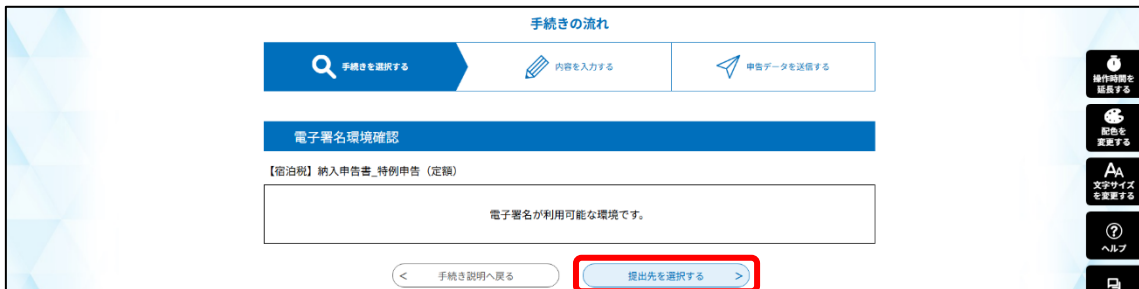 手続きの流れ
手続きを選択する
内容を入力する
申告データを送信する
電子署名環境確認
【宿泊税】納入申告書_特例申告（定額）
電子署名が利用可能な環境です。
< 手続き説明へ戻る
提出先を選択する >
操作時間を
延長する
配色を
変更する
AA
文字サイズ
を変更する
?
ヘルプ